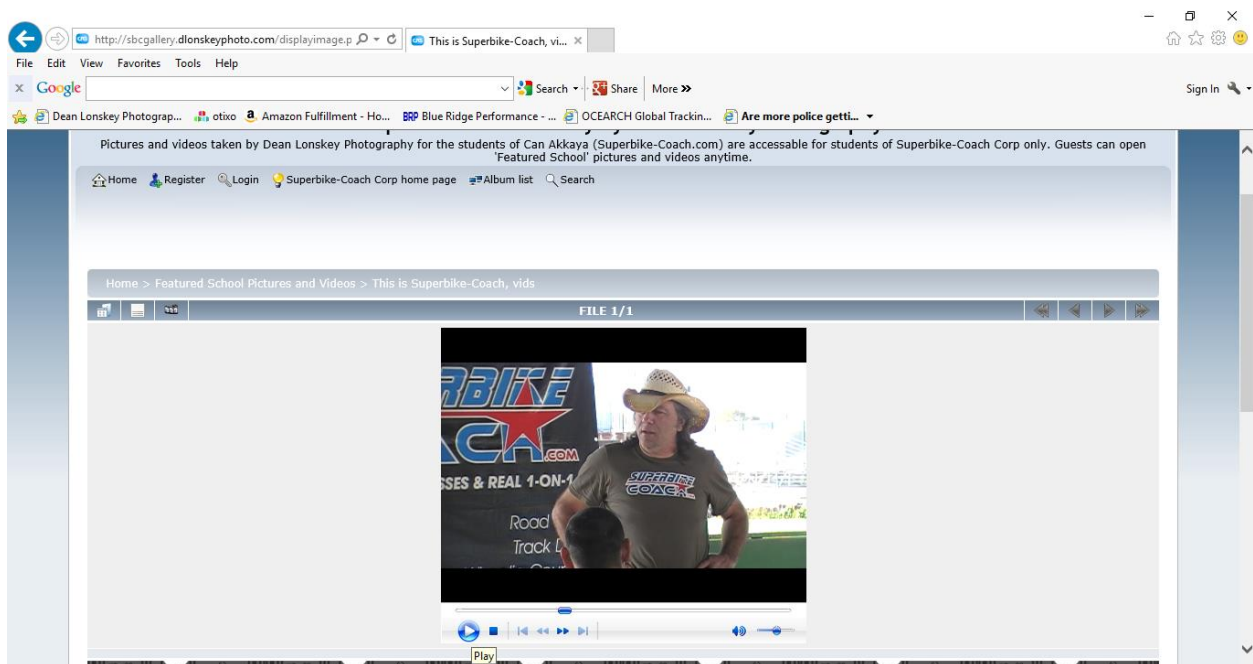 http://sbcgallery.dlonskeyphoto.com/displayimage.p
This is Superbike-Coach, vi...
File Edit View Favorites Tools Help
x Google Search Share More »
Sign In
Dean Lonskey Photograp... otixo Amazon Fulfillment - Ho... BRP Blue Ridge Performance - ... OCEARCH Global Trackin... Are more police getti...
Pictures and videos taken by Dean Lonskey Photography for the students of Can Akkaya (Superbike-Coach.com) are accessable for students of Superbike-Coach Corp only. Guests can open
'Featured School' pictures and videos anytime.
Home Register Login Superbike-Coach Corp home page Album list Search
Home > Featured School Pictures and Videos > This is Superbike-Coach, vids
FILE 1/1
RBIKE
ACH
.COM
SSES & REAL 1-ON-1
Road
Track
SUPERBIKE
COACH
Play